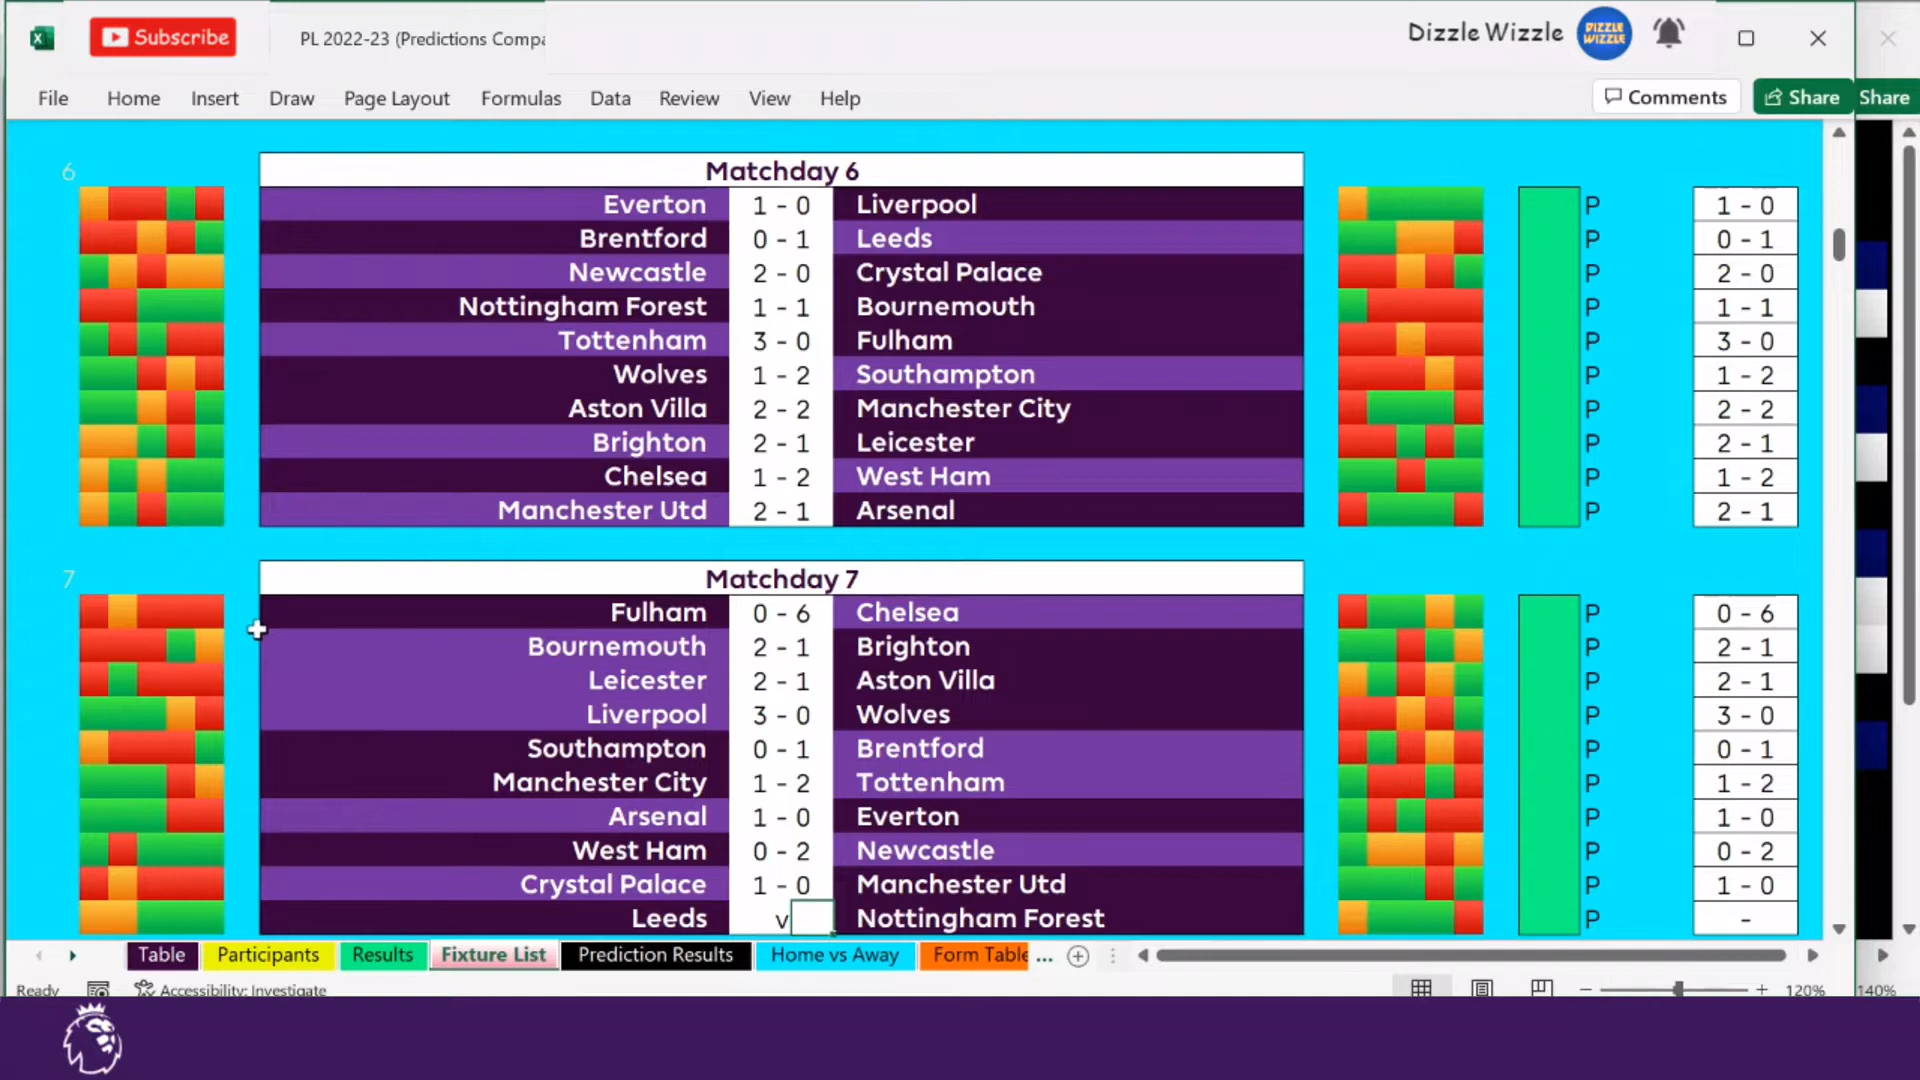 Subscribe PL 2022-23 (Predictions Compa Dizzle Wizzle DIZZLE WIZZLE
File Home Insert Draw Page Layout Formulas Data Review View Help Comments Share Share
6 Matchday 6
Everton 1 - 0 Liverpool P 1 - 0
Brentford 0 - 1 Leeds P 0 - 1
Newcastle 2 - 0 Crystal Palace P 2 - 0
Nottingham Forest 1 - 1 Bournemouth P 1 - 1
Tottenham 3 - 0 Fulham P 3 - 0
Wolves 1 - 2 Southampton P 1 - 2
Aston Villa 2 - 2 Manchester City P 2 - 2
Brighton 2 - 1 Leicester P 2 - 1
Chelsea 1 - 2 West Ham P 1 - 2
Manchester Utd 2 - 1 Arsenal P 2 - 1
7 Matchday 7
Fulham 0 - 6 Chelsea P 0 - 6
Bournemouth 2 - 1 Brighton P 2 - 1
Leicester 2 - 1 Aston Villa P 2 - 1
Liverpool 3 - 0 Wolves P 3 - 0
Southampton 0 - 1 Brentford P 0 - 1
Manchester City 1 - 2 Tottenham P 1 - 2
Arsenal 1 - 0 Everton P 1 - 0
West Ham 0 - 2 Newcastle P 0 - 2
Crystal Palace 1 - 0 Manchester Utd P 1 - 0
Leeds v Nottingham Forest P -
Table Participants Results Fixture List Prediction Results Home vs Away Form Table ...
Ready Accessibility: Investigate 120% 140%